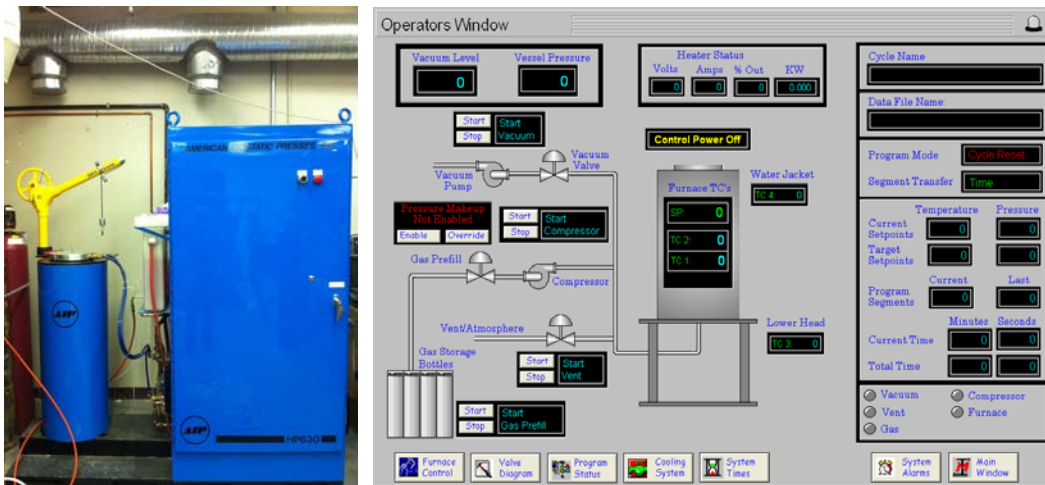 AMERICAN ISOSTATIC PRESSES
AIP
AIP
HP630
Operators Window
Vacuum Level
Vessel Pressure
0
0
Heater Status
Volts Amps % Out KW
0 0 0 0.000
Start
Stop
Start
Vacuum
Control Power Off
Vacuum
Pump
Vacuum
Valve
Pressure Makeup
Not Enabled
Enable Override
Start
Stop
Start
Compressor
Gas Prefill
Compressor
Vent/Atmosphere
Start
Stop
Start
Vent
Gas Storage
Bottles
Start
Stop
Start
Gas Prefill
Furnace TC's
SP: 0
TC 2: 0
TC 1: 0
Water Jacket
TC 4: 0
Lower Head
TC 3: 0
Cycle Name
Data File Name:
Program Mode Cycle Reset
Segment Transfer Time
Temperature Pressure
Current
Setpoints
0 0
Target
Setpoints
0 0
Current Last
Program
Segments
0 0
Minutes Seconds
Current Time 0 0
Total Time 0 0
Vacuum Compressor
Vent Furnace
Gas
Furnace
Control
Valve
Diagram
Program
Status
Cooling
System
System
Times
System
Alarms
Main
Window